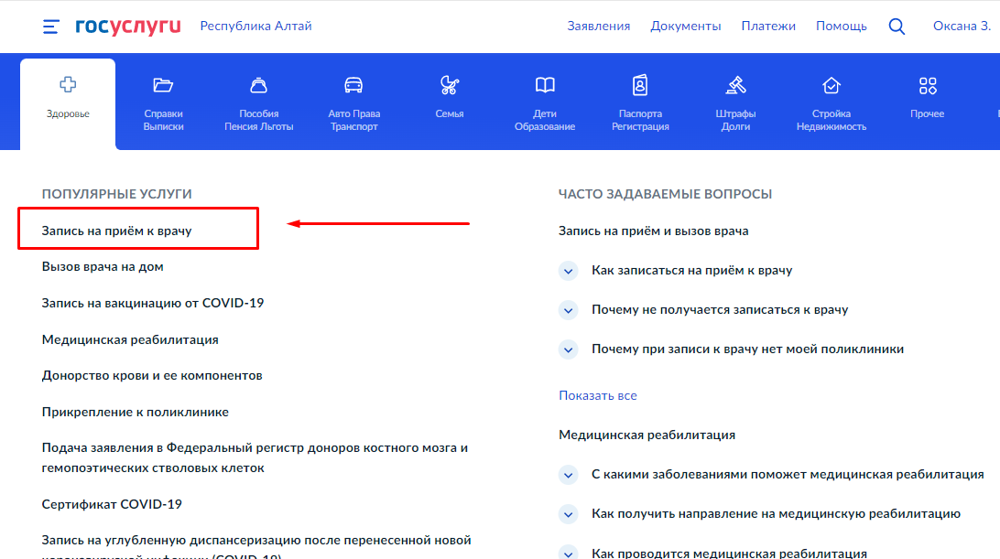 госуслуги Республика Алтай Заявления Документы Платежи Помощь Оксана З.
Здоровье
Справки
Выписки
Пособия
Пенсия Льготы
Авто Права
Транспорт
Семья
Дети
Образование
Паспорта
Регистрация
Штрафы
Долги
Стройка
Недвижимость
Прочее
ПОПУЛЯРНЫЕ УСЛУГИ
Запись на приём к врачу
Вызов врача на дом
Запись на вакцинацию от COVID-19
Медицинская реабилитация
Донорство крови и ее компонентов
Прикрепление к поликлинике
Подача заявления в Федеральный регистр доноров костного мозга и
гемопоэтических стволовых клеток
Сертификат COVID-19
Запись на углубленную диспансеризацию после перенесенной новой
коронавирусной инфекции (COVID-19)
ЧАСТО ЗАДАВАЕМЫЕ ВОПРОСЫ
Запись на приём и вызов врача
Как записаться на приём к врачу
Почему не получается записаться к врачу
Почему при записи к врачу нет моей поликлиники
Показать все
Медицинская реабилитация
С какими заболеваниями поможет медицинская реабилитация
Как получить направление на медицинскую реабилитацию
Как проводится медицинская реабилитация